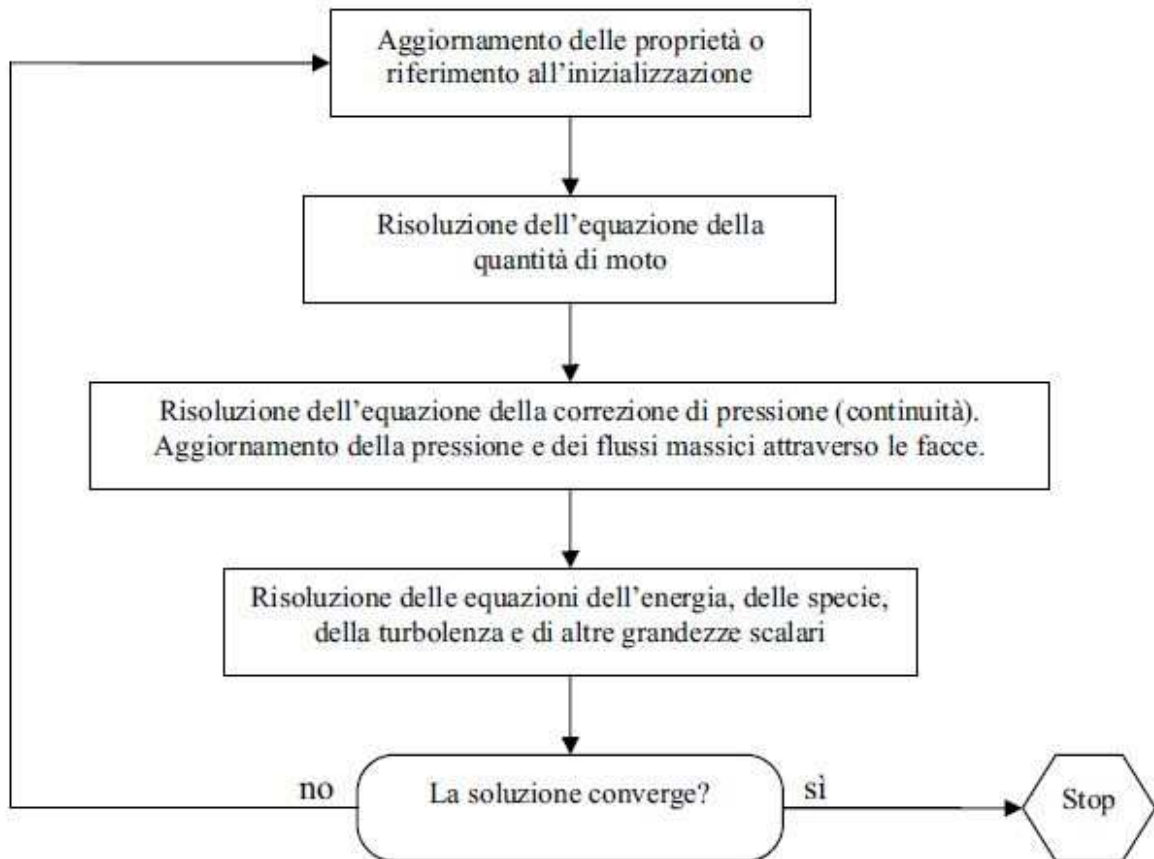 Aggiornamento delle proprietà o
riferimento all’inizializzazione
Risoluzione dell’equazione della
quantità di moto
Risoluzione dell’equazione della correzione di pressione (continuità).
Aggiornamento della pressione e dei flussi massici attraverso le facce.
Risoluzione delle equazioni dell’energia, delle specie,
della turbolenza e di altre grandezze scalari
no
La soluzione converge?
sì
Stop